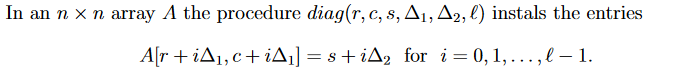 In an n × n array A the procedure diag(r, c, s, Δ₁, Δ₂, ℓ) instals the entries
A[r + iΔ₁, c + iΔ₁] = s + iΔ₂ for i = 0, 1, . . . , ℓ − 1.